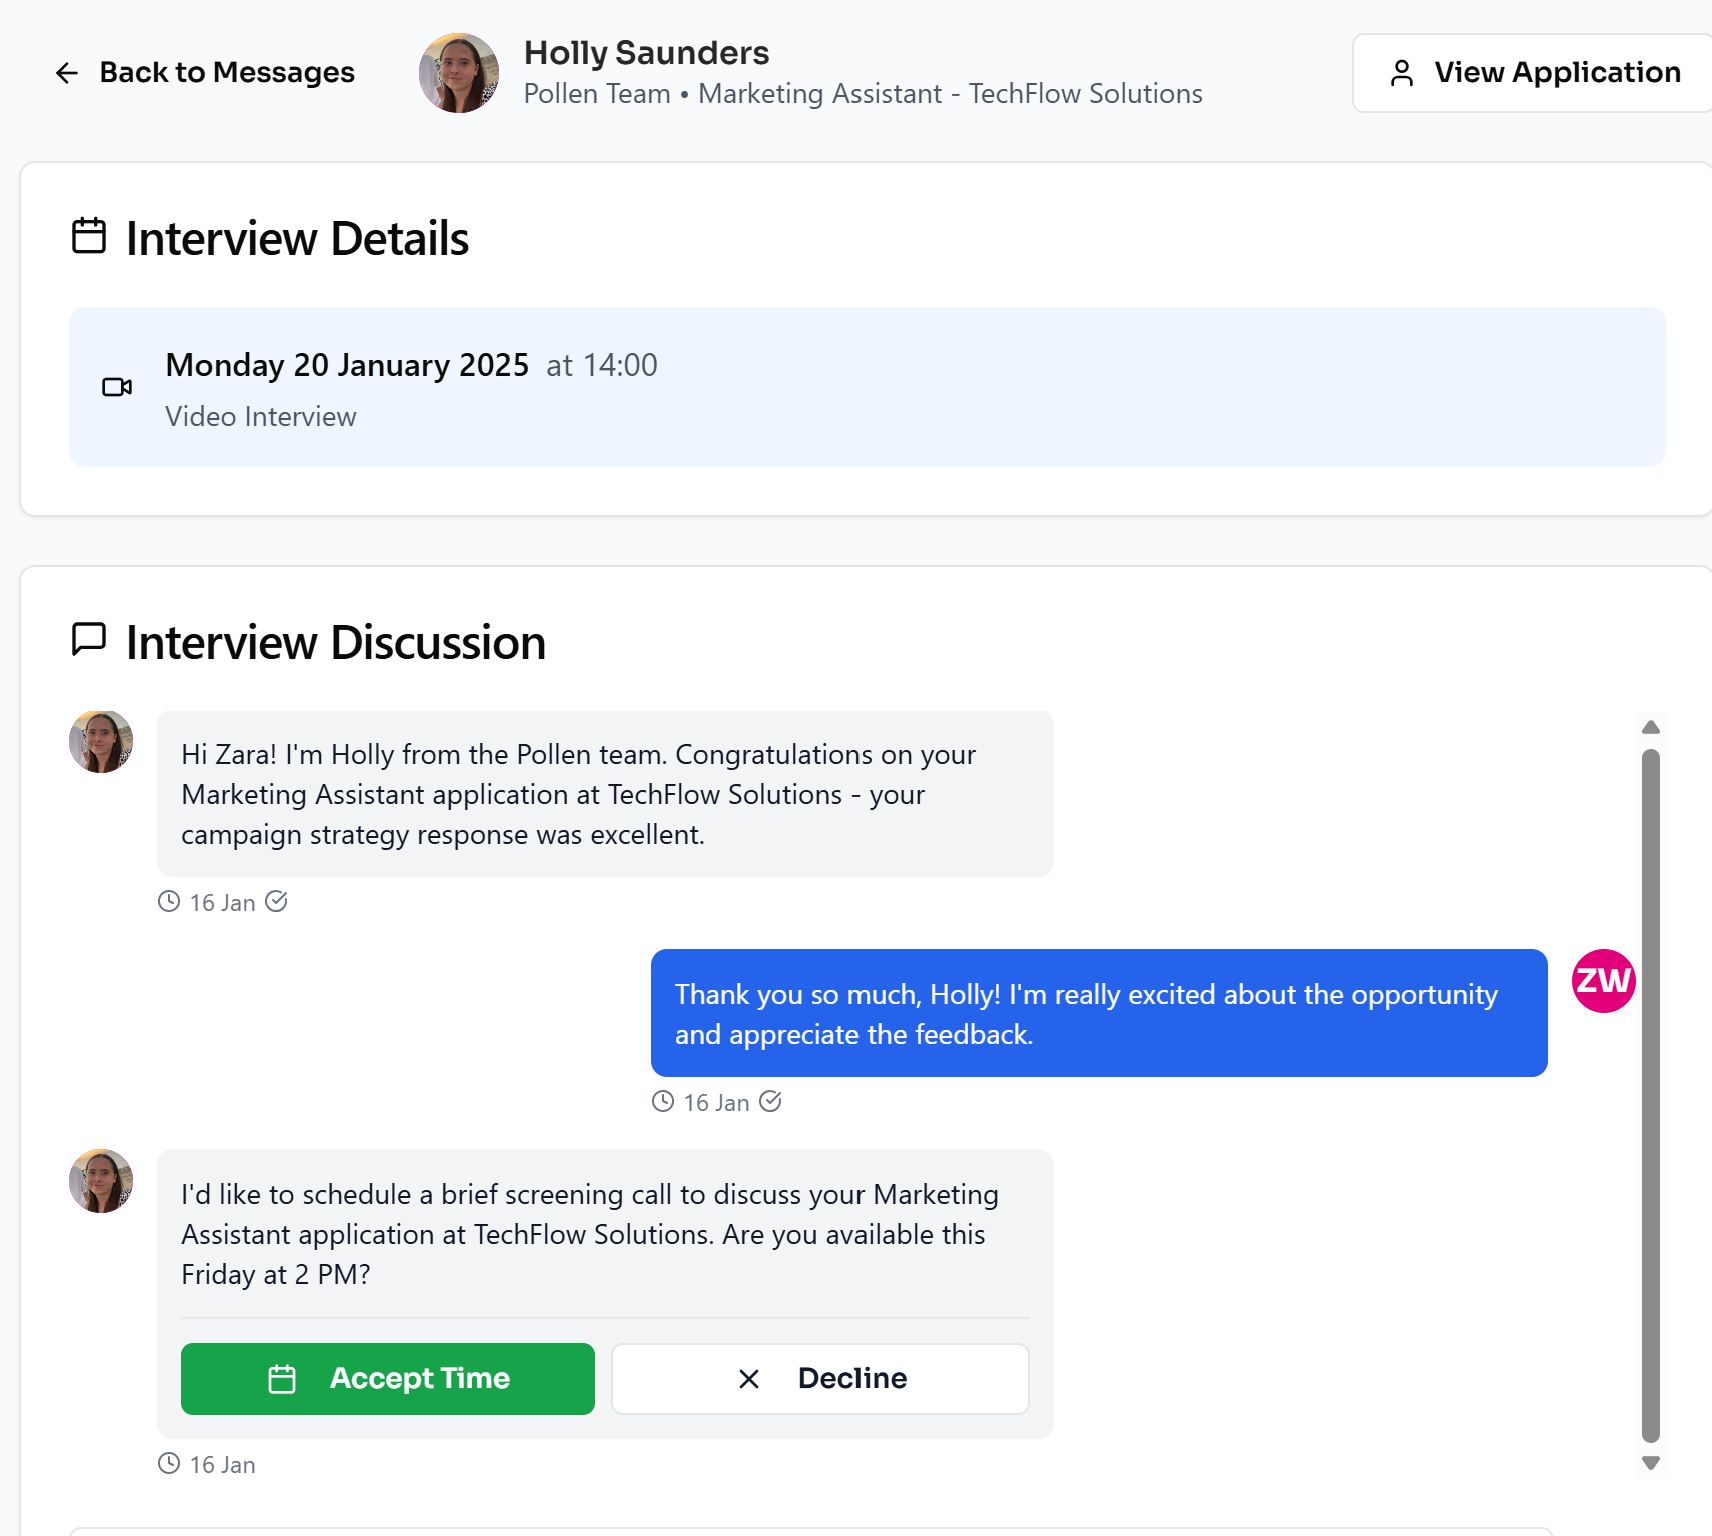 Back to Messages
Holly Saunders
Pollen Team • Marketing Assistant - TechFlow Solutions
View Application
Interview Details
Monday 20 January 2025 at 14:00
Video Interview
Interview Discussion
Hi Zara! I'm Holly from the Pollen team. Congratulations on your
Marketing Assistant application at TechFlow Solutions - your
campaign strategy response was excellent.
16 Jan
Thank you so much, Holly! I'm really excited about the opportunity
and appreciate the feedback.
ZW
16 Jan
I'd like to schedule a brief screening call to discuss your Marketing
Assistant application at TechFlow Solutions. Are you available this
Friday at 2 PM?
Accept Time
Decline
16 Jan